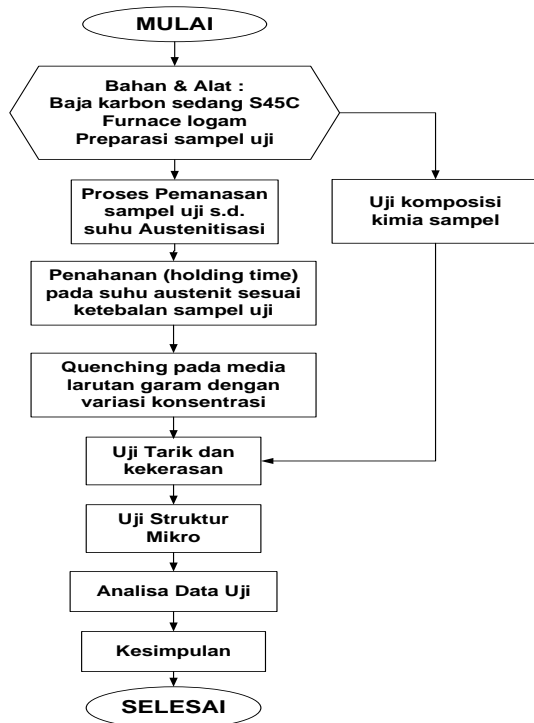 MULAI
Bahan & Alat :
Baja karbon sedang S45C
Furnace logam
Preparasi sampel uji
Proses Pemanasan
sampel uji s.d.
suhu Austenitisasi
Uji komposisi
kimia sampel
Penahanan (holding time)
pada suhu austenit sesuai
ketebalan sampel uji
Quenching pada media
larutan garam dengan
variasi konsentrasi
Uji Tarik dan
kekerasan
Uji Struktur
Mikro
Analisa Data Uji
Kesimpulan
SELESAI